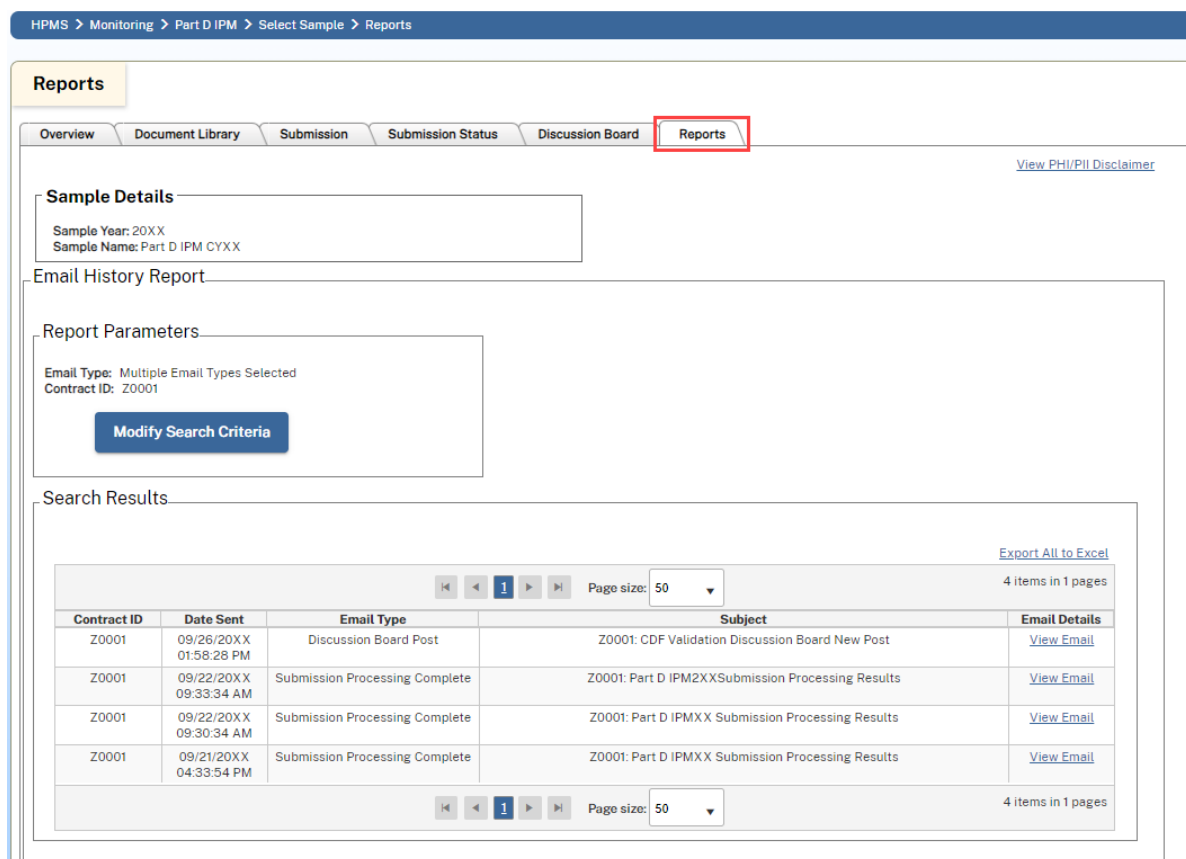 HPMS > Monitoring > Part D IPM > Select Sample > Reports
Reports
Overview Document Library Submission Submission Status Discussion Board Reports
View PHI/PII Disclaimer
Sample Details
Sample Year: 20XX
Sample Name: Part D IPM CYXX
Email History Report
Report Parameters
Email Type: Multiple Email Types Selected
Contract ID: Z0001
Modify Search Criteria
Search Results
Export All to Excel
1 Page size: 50 4 items in 1 pages
Contract ID Date Sent Email Type Subject Email Details
Z0001 09/26/20XX Discussion Board Post Z0001: CDF Validation Discussion Board New Post View Email
01:58:28 PM
Z0001 09/22/20XX Submission Processing Complete Z0001: Part D IPM2XXSubmission Processing Results View Email
09:33:34 AM
Z0001 09/22/20XX Submission Processing Complete Z0001: Part D IPMXX Submission Processing Results View Email
09:30:34 AM
Z0001 09/21/20XX Submission Processing Complete Z0001: Part D IPMXX Submission Processing Results View Email
04:33:54 PM
1 Page size: 50 4 items in 1 pages